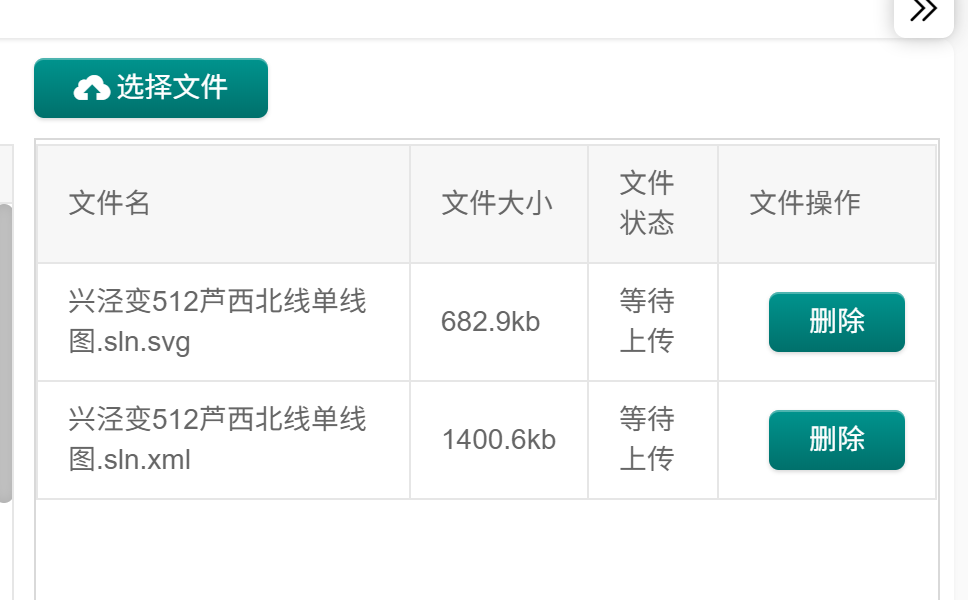 选择文件
文件名
文件大小
文件
状态
文件操作
兴泾变512芦西北线单线
图.sln.svg
682.9kb
等待
上传
删除
兴泾变512芦西北线单线
图.sln.xml
1400.6kb
等待
上传
删除